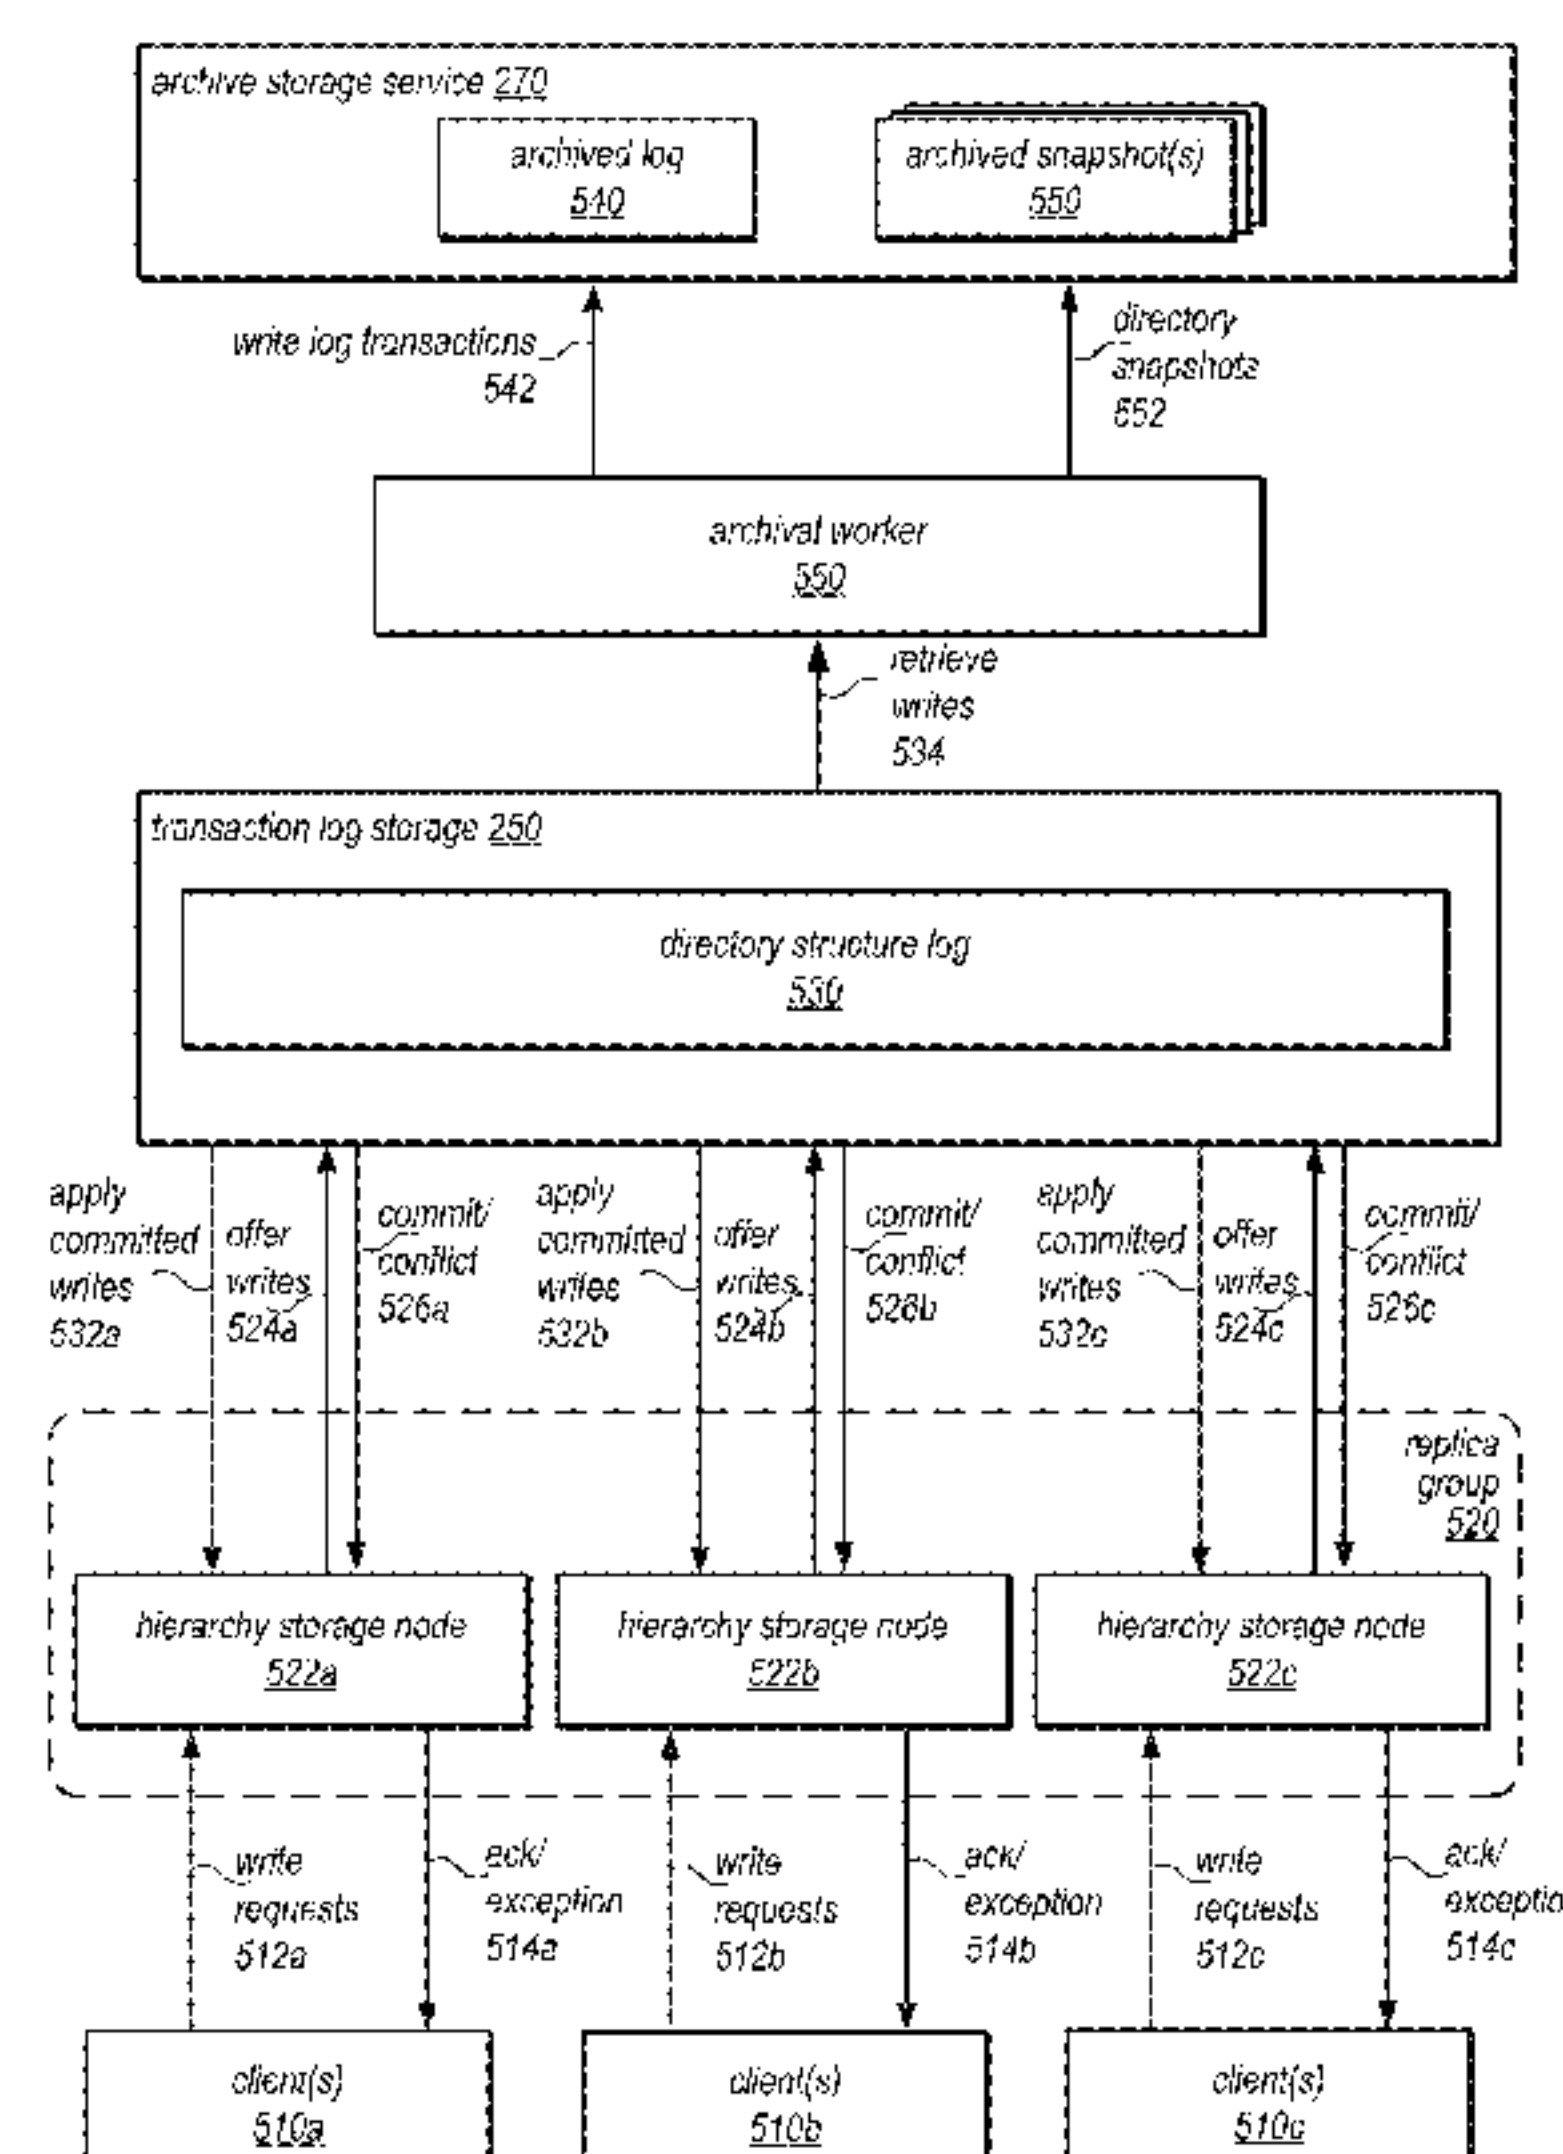 archive storage service 270
archived log
540
archived snapshot(s)
550
write log transactions
542
directory
snapshots
552
archival worker
550
retrieve
writes
534
transaction log storage 250
directory structure log
530
apply
committed
writes
532a
offer
writes
524a
commit/
conflict
526a
apply
committed
writes
532b
offer
writes
524b
commit/
conflict
526b
apply
committed
writes
532c
offer
writes
524c
commit/
conflict
526c
replica
group
520
hierarchy storage node
522a
hierarchy storage node
522b
hierarchy storage node
522c
write
requests
512a
ack/
exception
514a
write
requests
512b
ack/
exception
514b
write
requests
512c
ack/
exceptio
514c
client(s)
510a
client(s)
510b
client(s)
510c